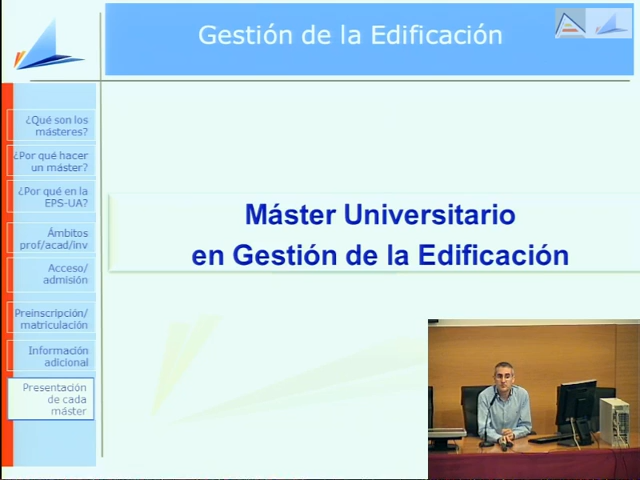 Gestión de la Edificación
¿Qué son los
másteres?
¿Por qué hacer
un máster?
¿Por qué en la
EPS-UA?
Ámbitos
prof/acad/inv
Acceso/
admisión
Preinscripción/
matriculación
Información
adicional
Presentación
de cada
máster
Máster Universitario
en Gestión de la Edificación